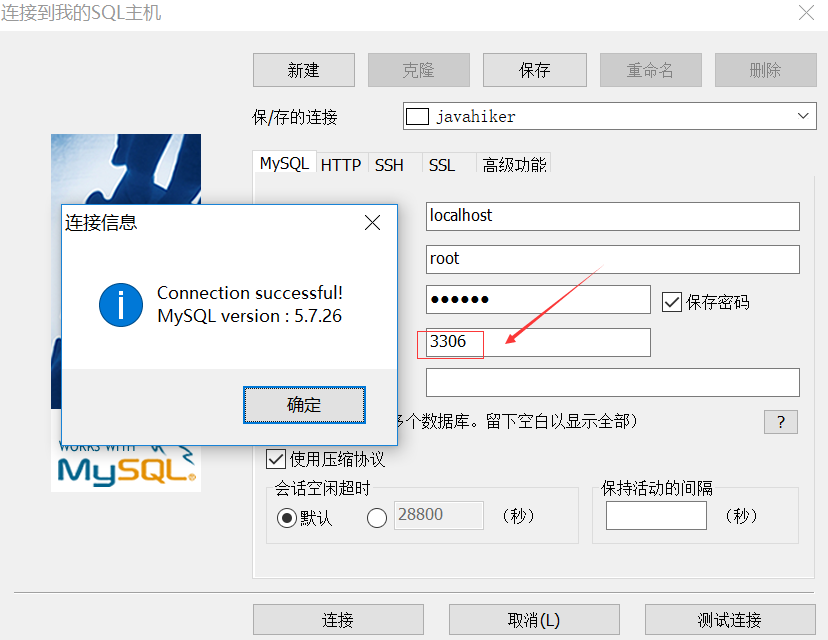 连接到我的SQL主机
新建
克隆
保存
重命名
删除
保/存的连接
javahiker
MySQL
HTTP
SSH
SSL
高级功能
连接信息
Connection successful!
MySQL version : 5.7.26
确定
localhost
root
●●●●●●
保存密码
3306
多个数据库。留下空白以显示全部）
?
使用压缩协议
会话空闲超时
默认
28800
（秒）
保持活动的间隔
（秒）
WORKS WITH
MySQL®
连接
取消(L)
测试连接